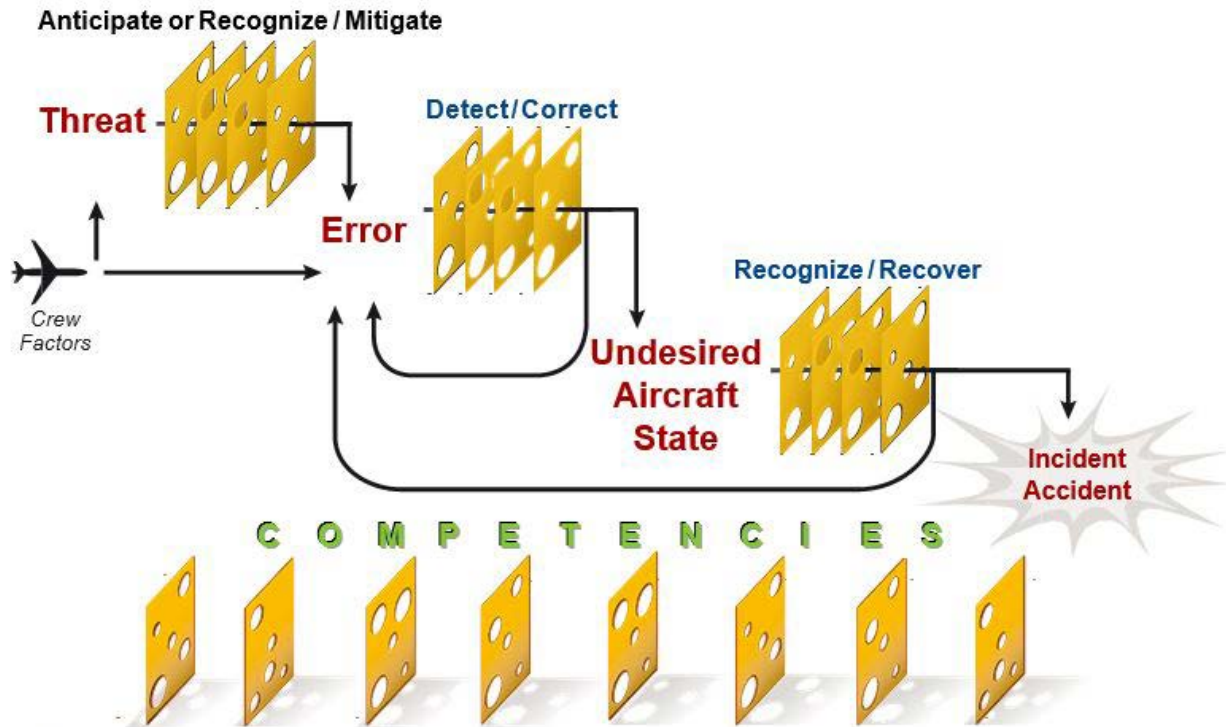 Anticipate or Recognize / Mitigate
Threat
Detect/Correct
Error
Crew
Factors
Recognize / Recover
Undesired
Aircraft
State
Incident
Accident
C O M P E T E N C I E S